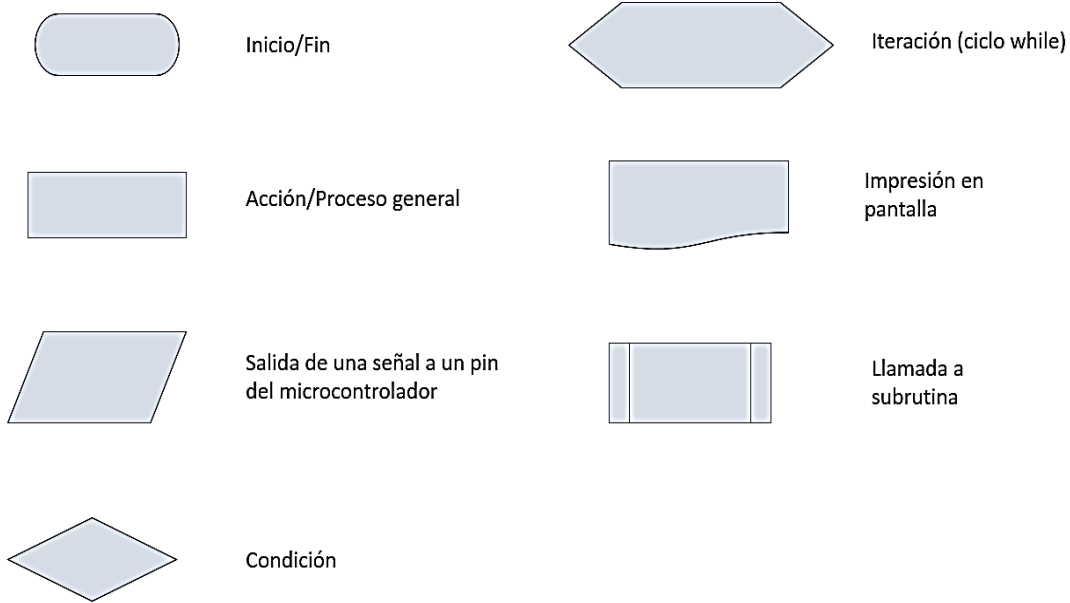 Inicio/Fin
Iteración (ciclo while)
Acción/Proceso general
Impresión en
pantalla
Salida de una señal a un pin
del microcontrolador
Llamada a
subrutina
Condición